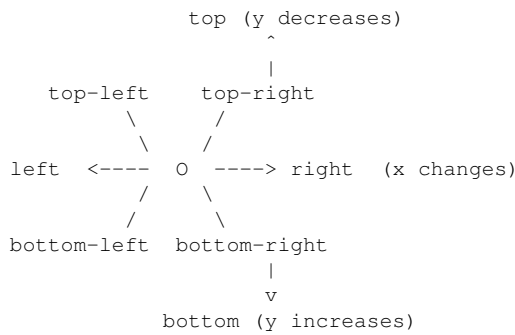 top (y decreases)
^
|
top-left top-right
\ /
\ /
left <---- O ----> right (x changes)
/ \
/ \
bottom-left bottom-right
|
v
bottom (y increases)